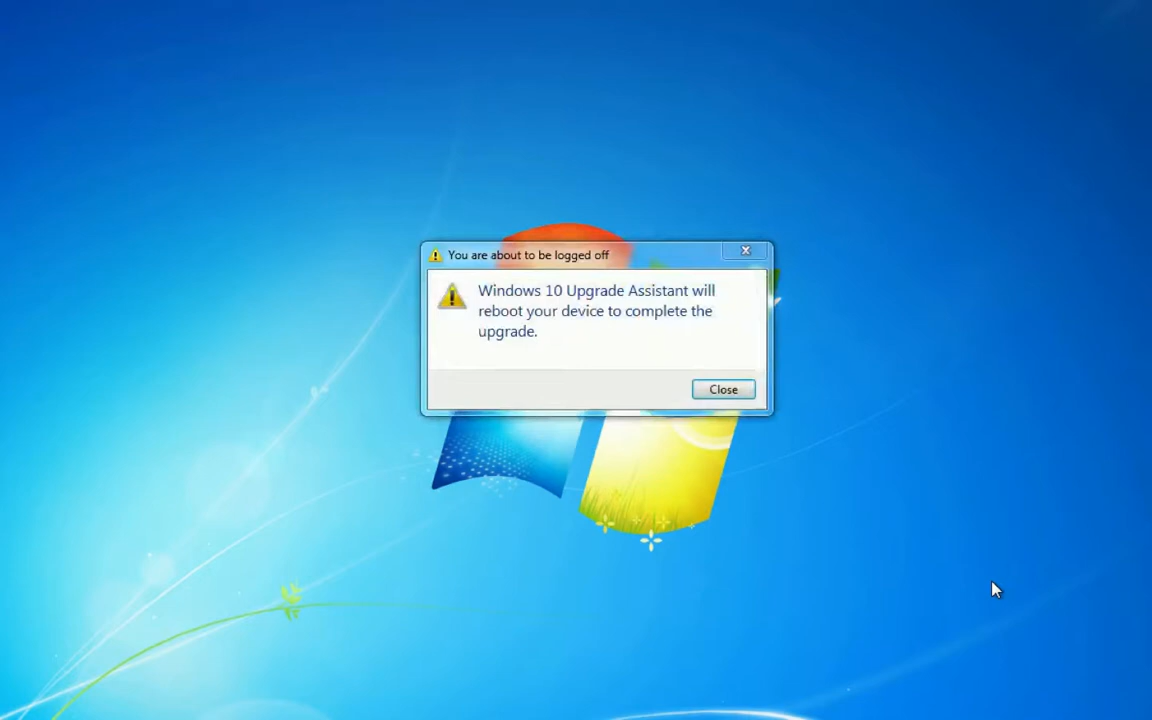 You are about to be logged off
Windows 10 Upgrade Assistant will
reboot your device to complete the
upgrade.
Close